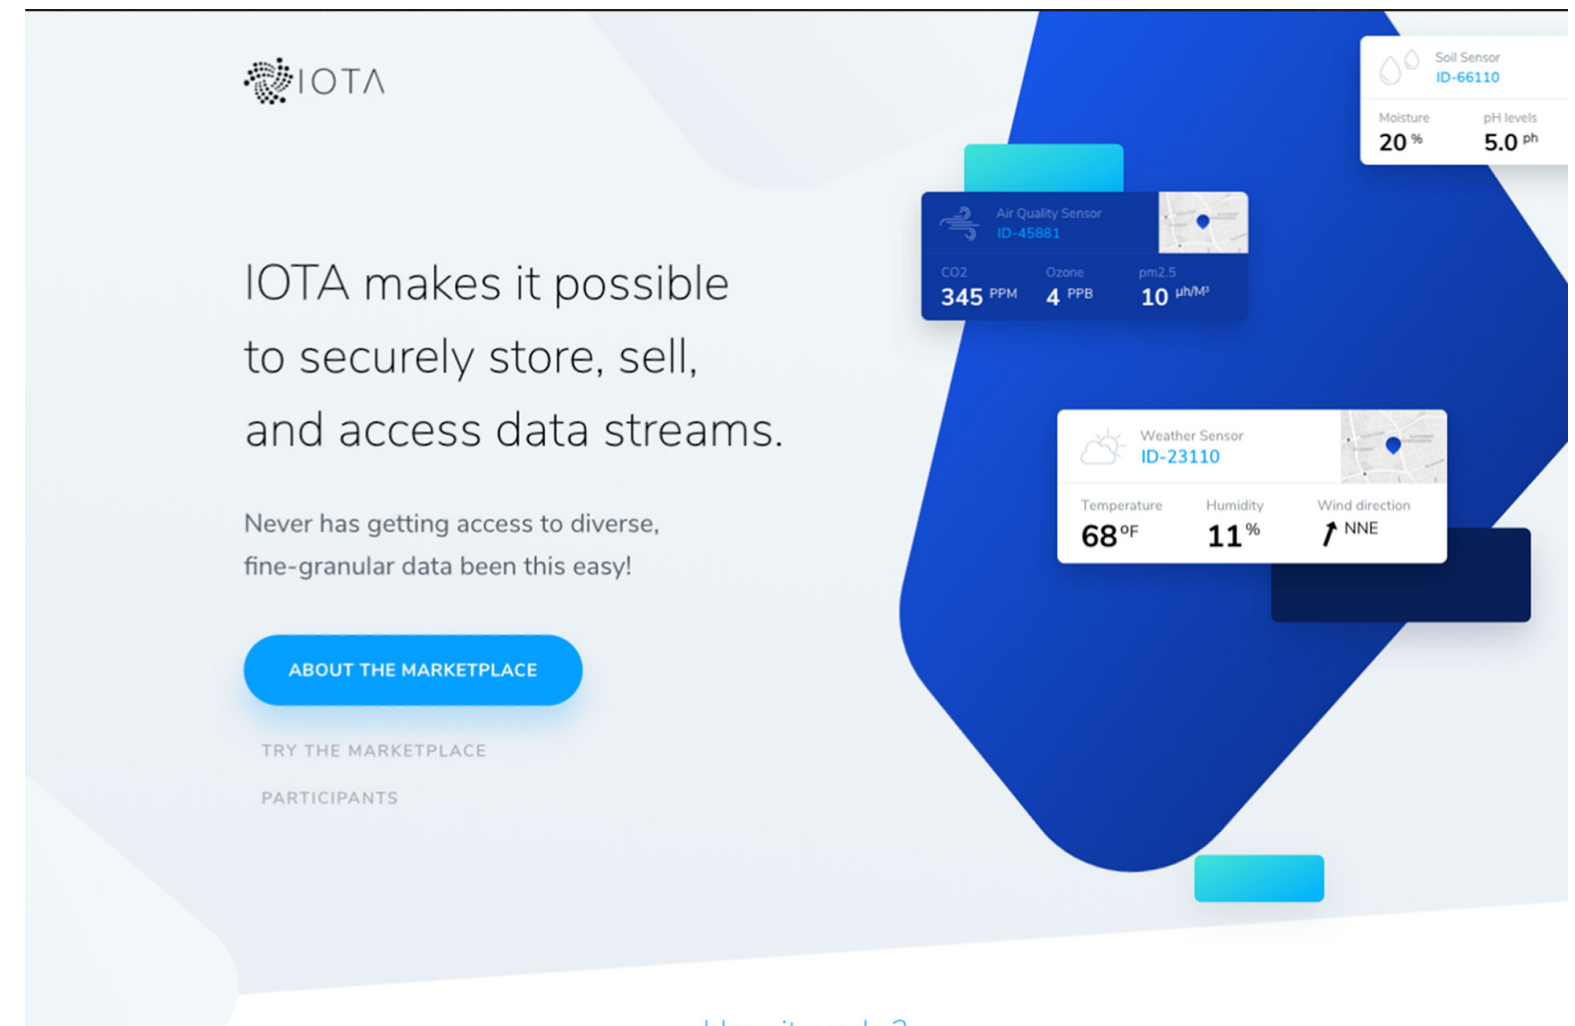 IOTA
IOTA makes it possible
to securely store, sell,
and access data streams.
Never has getting access to diverse,
fine-granular data been this easy!
ABOUT THE MARKETPLACE
TRY THE MARKETPLACE
PARTICIPANTS
Soil Sensor
ID-66110
Moisture pH levels
20 % 5.0 ph
Air Quality Sensor
ID-45881
CO2 Ozone pm2.5
345 PPM 4 PPB 10 µh/M³
Weather Sensor
ID-23110
Temperature Humidity Wind direction
68 ºF 11 % NNE